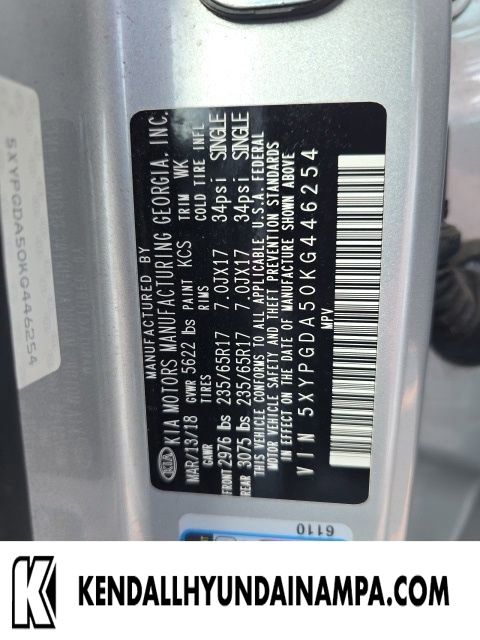 5XYPGDA50KG446254
MANUFACTURED BY
KIA KIA MOTORS MANUFACTURING GEORGIA, INC.
MAR/13/18 GVWR 5622 lbs PAINT KCS TRIM WK
GAWR TIRES RIMS COLD TIRE INFL
FRONT 2976 lbs 235/65R17 7.0JX17 34psi SINGLE
REAR 3075 lbs 235/65R17 7.0JX17 34psi SINGLE
THIS VEHICLE CONFORMS TO ALL APPLICABLE U.S.A. FEDERAL
MOTOR VEHICLE SAFETY AND THEFT PREVENTION STANDARDS
IN EFFECT ON THE DATE OF MANUFACTURE SHOWN ABOVE
VIN 5XYPGDA50KG446254
MPV
6110
K KENDALLHYUNDAINAMPA.COM